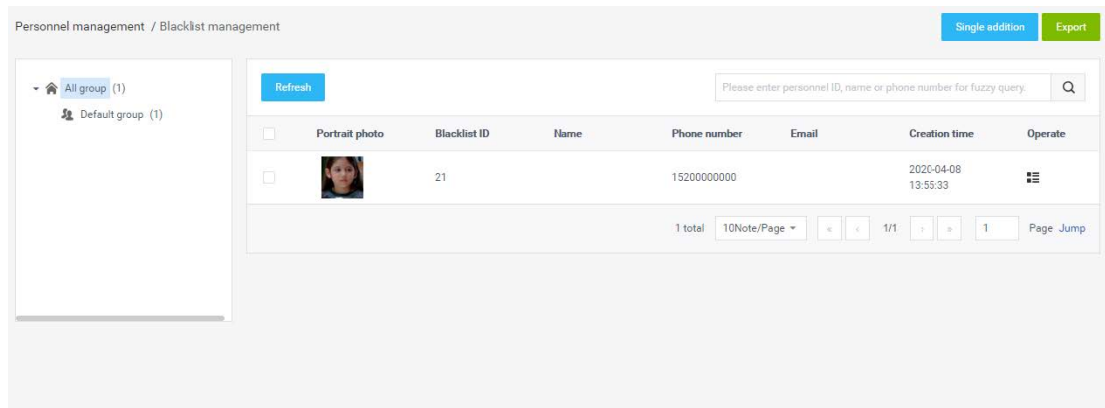 Personnel management / Blacklist management
Single addition Export
All group (1)
Default group (1)
Refresh
Please enter personnel ID, name or phone number for fuzzy query.
Portrait photo Blacklist ID Name Phone number Email Creation time Operate
21 15200000000 2020-04-08
13:55:33
1 total 10Note/Page « ‹ 1/1 › » 1 Page Jump